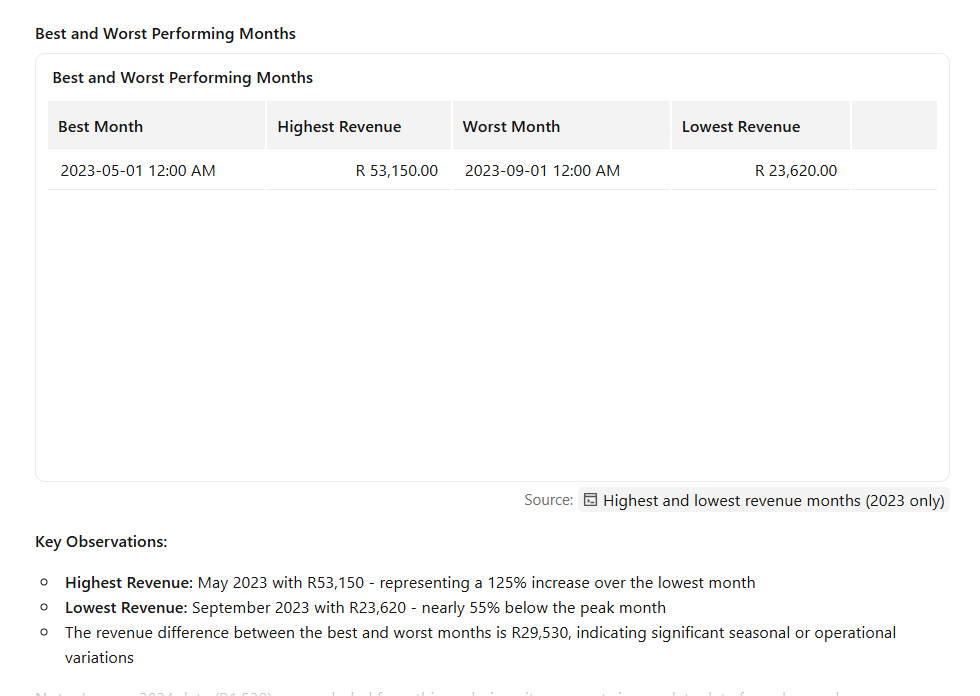 Best and Worst Performing Months
Best and Worst Performing Months
Best Month Highest Revenue Worst Month Lowest Revenue
2023-05-01 12:00 AM R 53,150.00 2023-09-01 12:00 AM R 23,620.00
Source: Highest and lowest revenue months (2023 only)
Key Observations:
Highest Revenue: May 2023 with R53,150 - representing a 125% increase over the lowest month
Lowest Revenue: September 2023 with R23,620 - nearly 55% below the peak month
The revenue difference between the best and worst months is R29,530, indicating significant seasonal or operational
variations